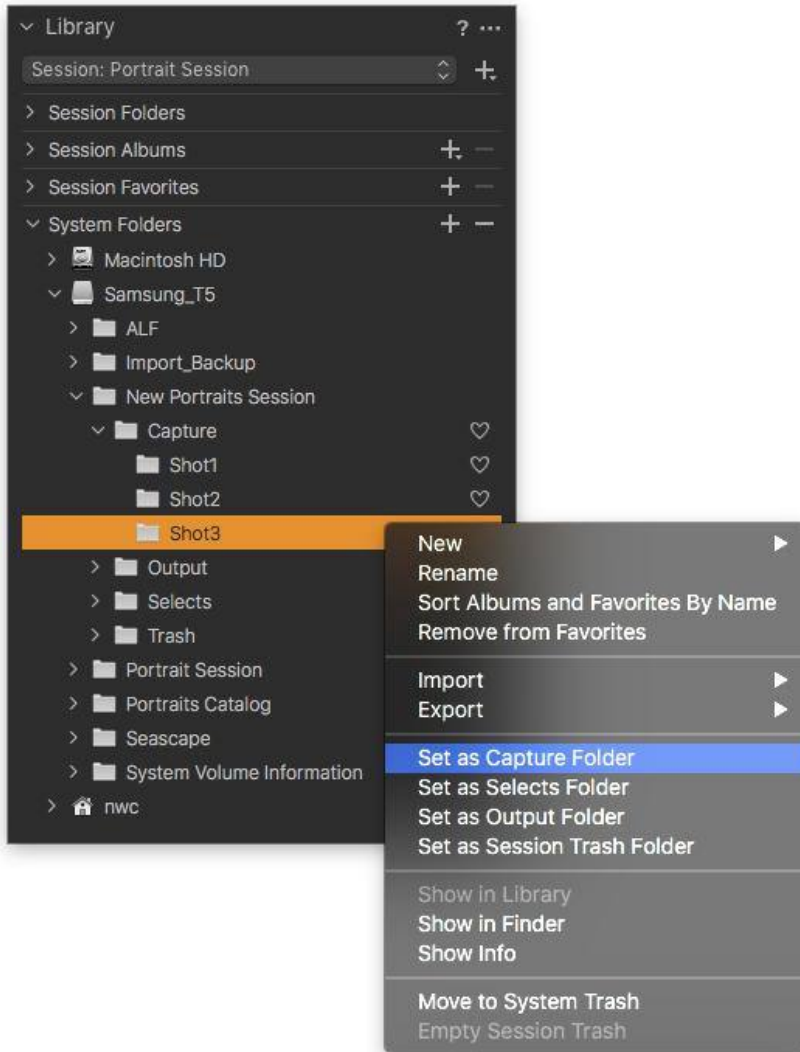 Library ? ...
Session: Portrait Session
Session Folders
Session Albums
Session Favorites
System Folders
Macintosh HD
Samsung_T5
ALF
Import_Backup
New Portraits Session
Capture
Shot1
Shot2
Shot3
Output
Selects
Trash
Portrait Session
Portraits Catalog
Seascape
System Volume Information
nwc
New
Rename
Sort Albums and Favorites By Name
Remove from Favorites
Import
Export
Set as Capture Folder
Set as Selects Folder
Set as Output Folder
Set as Session Trash Folder
Show in Library
Show in Finder
Show Info
Move to System Trash
Empty Session Trash